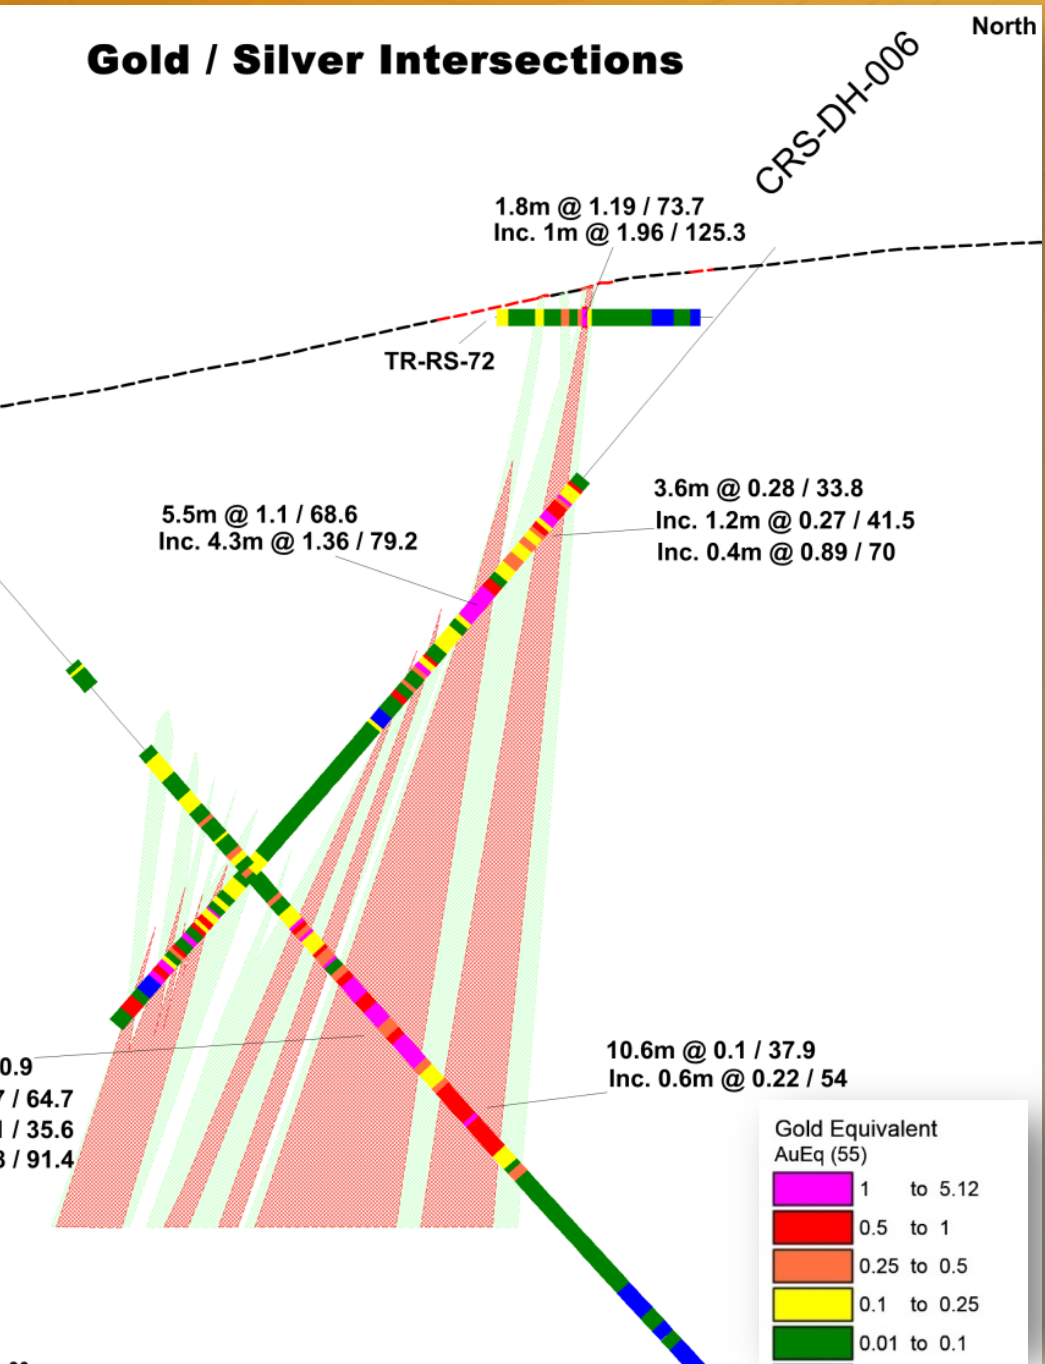 North
Gold / Silver Intersections
CRS-DH-006
1.8m @ 1.19 / 73.7
Inc. 1m @ 1.96 / 125.3
TR-RS-72
3.6m @ 0.28 / 33.8
Inc. 1.2m @ 0.27 / 41.5
Inc. 0.4m @ 0.89 / 70
5.5m @ 1.1 / 68.6
Inc. 4.3m @ 1.36 / 79.2
0.9
/ 64.7
/ 35.6
/ 91.4
10.6m @ 0.1 / 37.9
Inc. 0.6m @ 0.22 / 54
Gold Equivalent
AuEq (55)
1 to 5.12
0.5 to 1
0.25 to 0.5
0.1 to 0.25
0.01 to 0.1